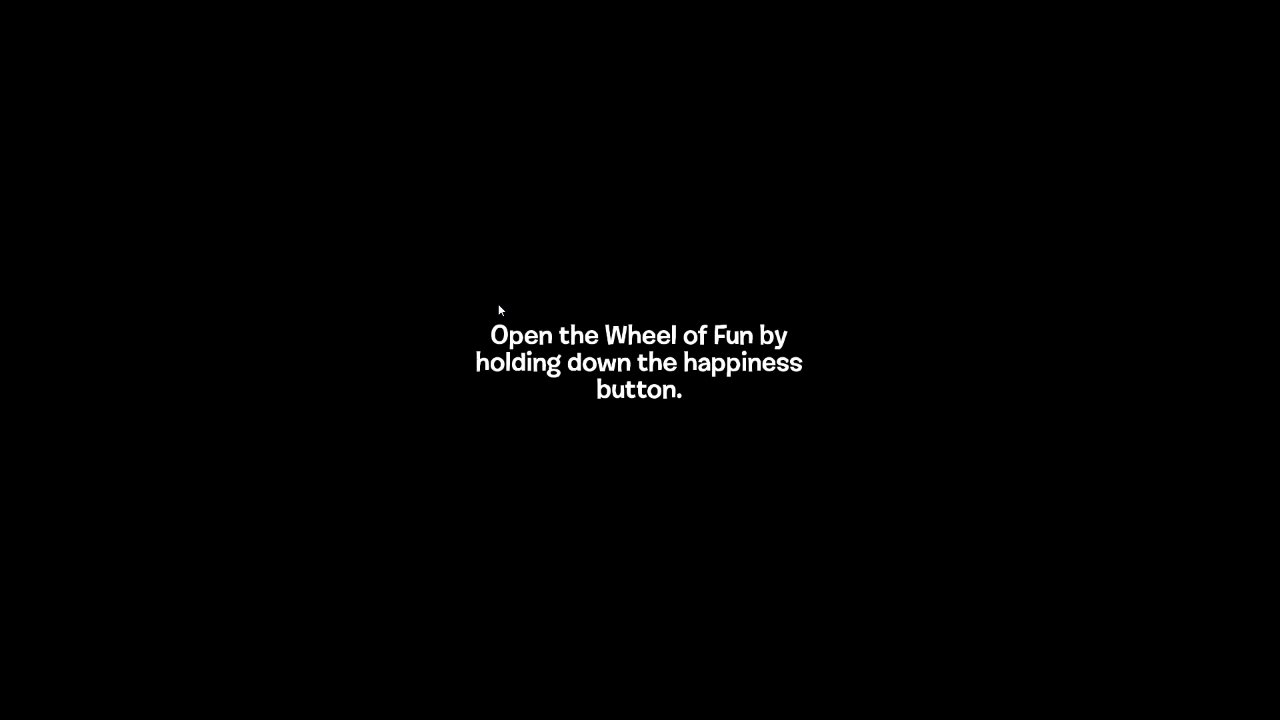 Open the Wheel of Fun by
holding down the happiness
button.